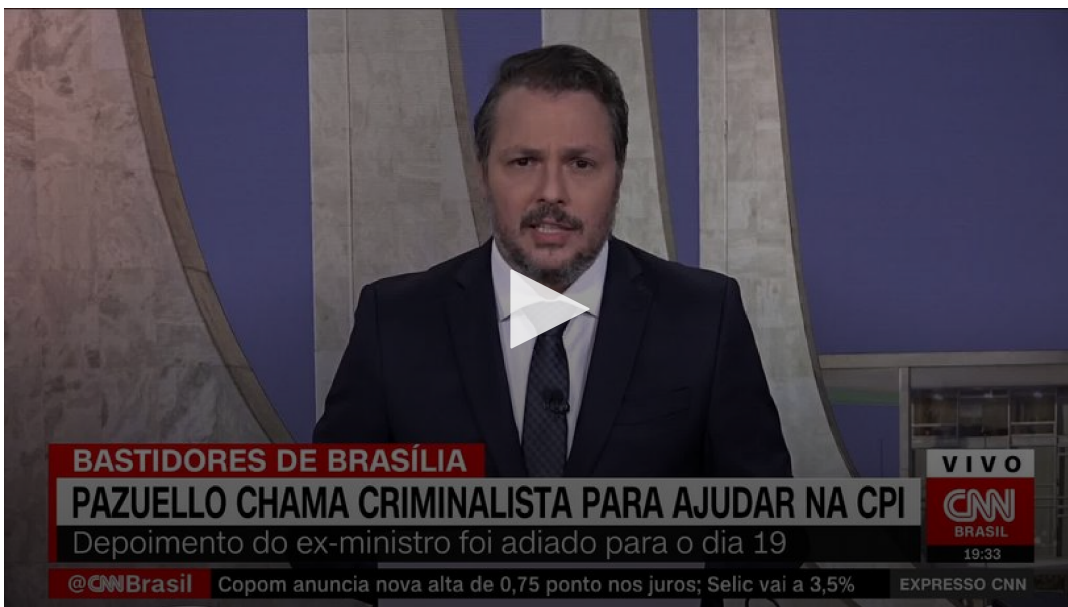 BASTIDORES DE BRASÍLIA
PAZUELLO CHAMA CRIMINALISTA PARA AJUDAR NA CPI
Depoimento do ex-ministro foi adiado para o dia 19
VIVO
CNN
BRASIL
19:33
@CNNBrasil Copom anuncia nova alta de 0,75 ponto nos juros; Selic vai a 3,5% EXPRESSO CNN